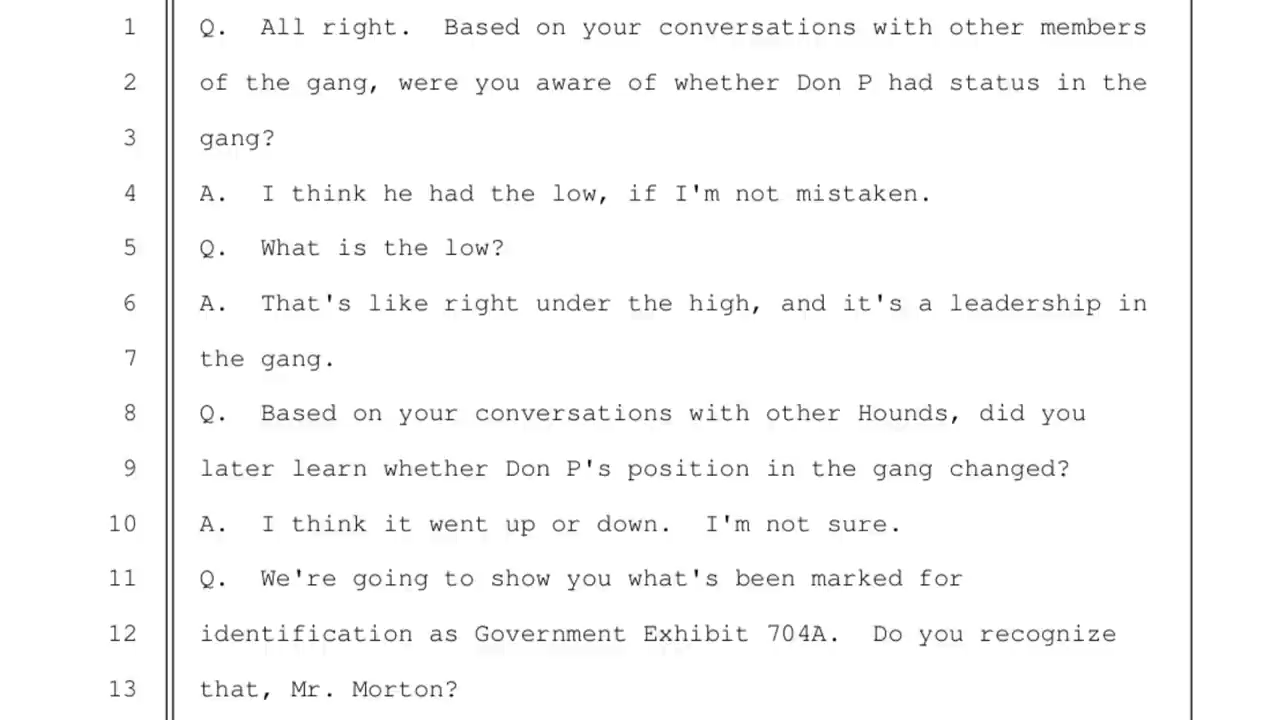 1 Q. All right. Based on your conversations with other members
2 of the gang, were you aware of whether Don P had status in the
3 gang?
4 A. I think he had the low, if I'm not mistaken.
5 Q. What is the low?
6 A. That's like right under the high, and it's a leadership in
7 the gang.
8 Q. Based on your conversations with other Hounds, did you
9 later learn whether Don P's position in the gang changed?
10 A. I think it went up or down. I'm not sure.
11 Q. We're going to show you what's been marked for
12 identification as Government Exhibit 704A. Do you recognize
13 that, Mr. Morton?